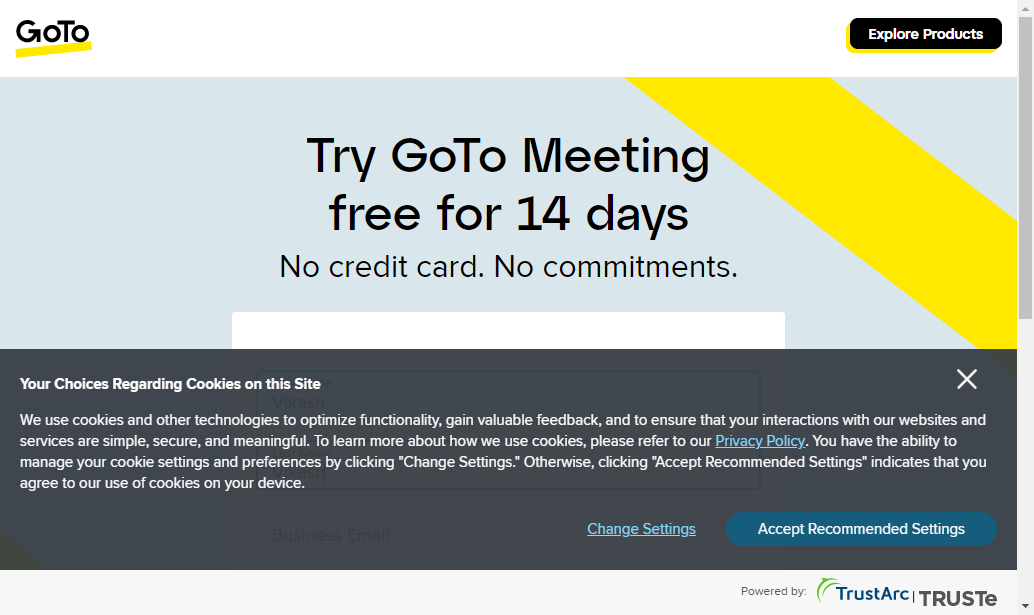 GoTo
Explore Products
Try GoTo Meeting
free for 14 days
No credit card. No commitments.
Your Choices Regarding Cookies on this Site
Vikash
We use cookies and other technologies to optimize functionality, gain valuable feedback, and to ensure that your interactions with our websites and
services are simple, secure, and meaningful. To learn more about how we use cookies, please refer to our Privacy Policy. You have the ability to
manage your cookie settings and preferences by clicking "Change Settings." Otherwise, clicking "Accept Recommended Settings" indicates that you
agree to our use of cookies on your device.
Change Settings
Accept Recommended Settings
Business Email
Powered by:
TrustArc | TRUSTe